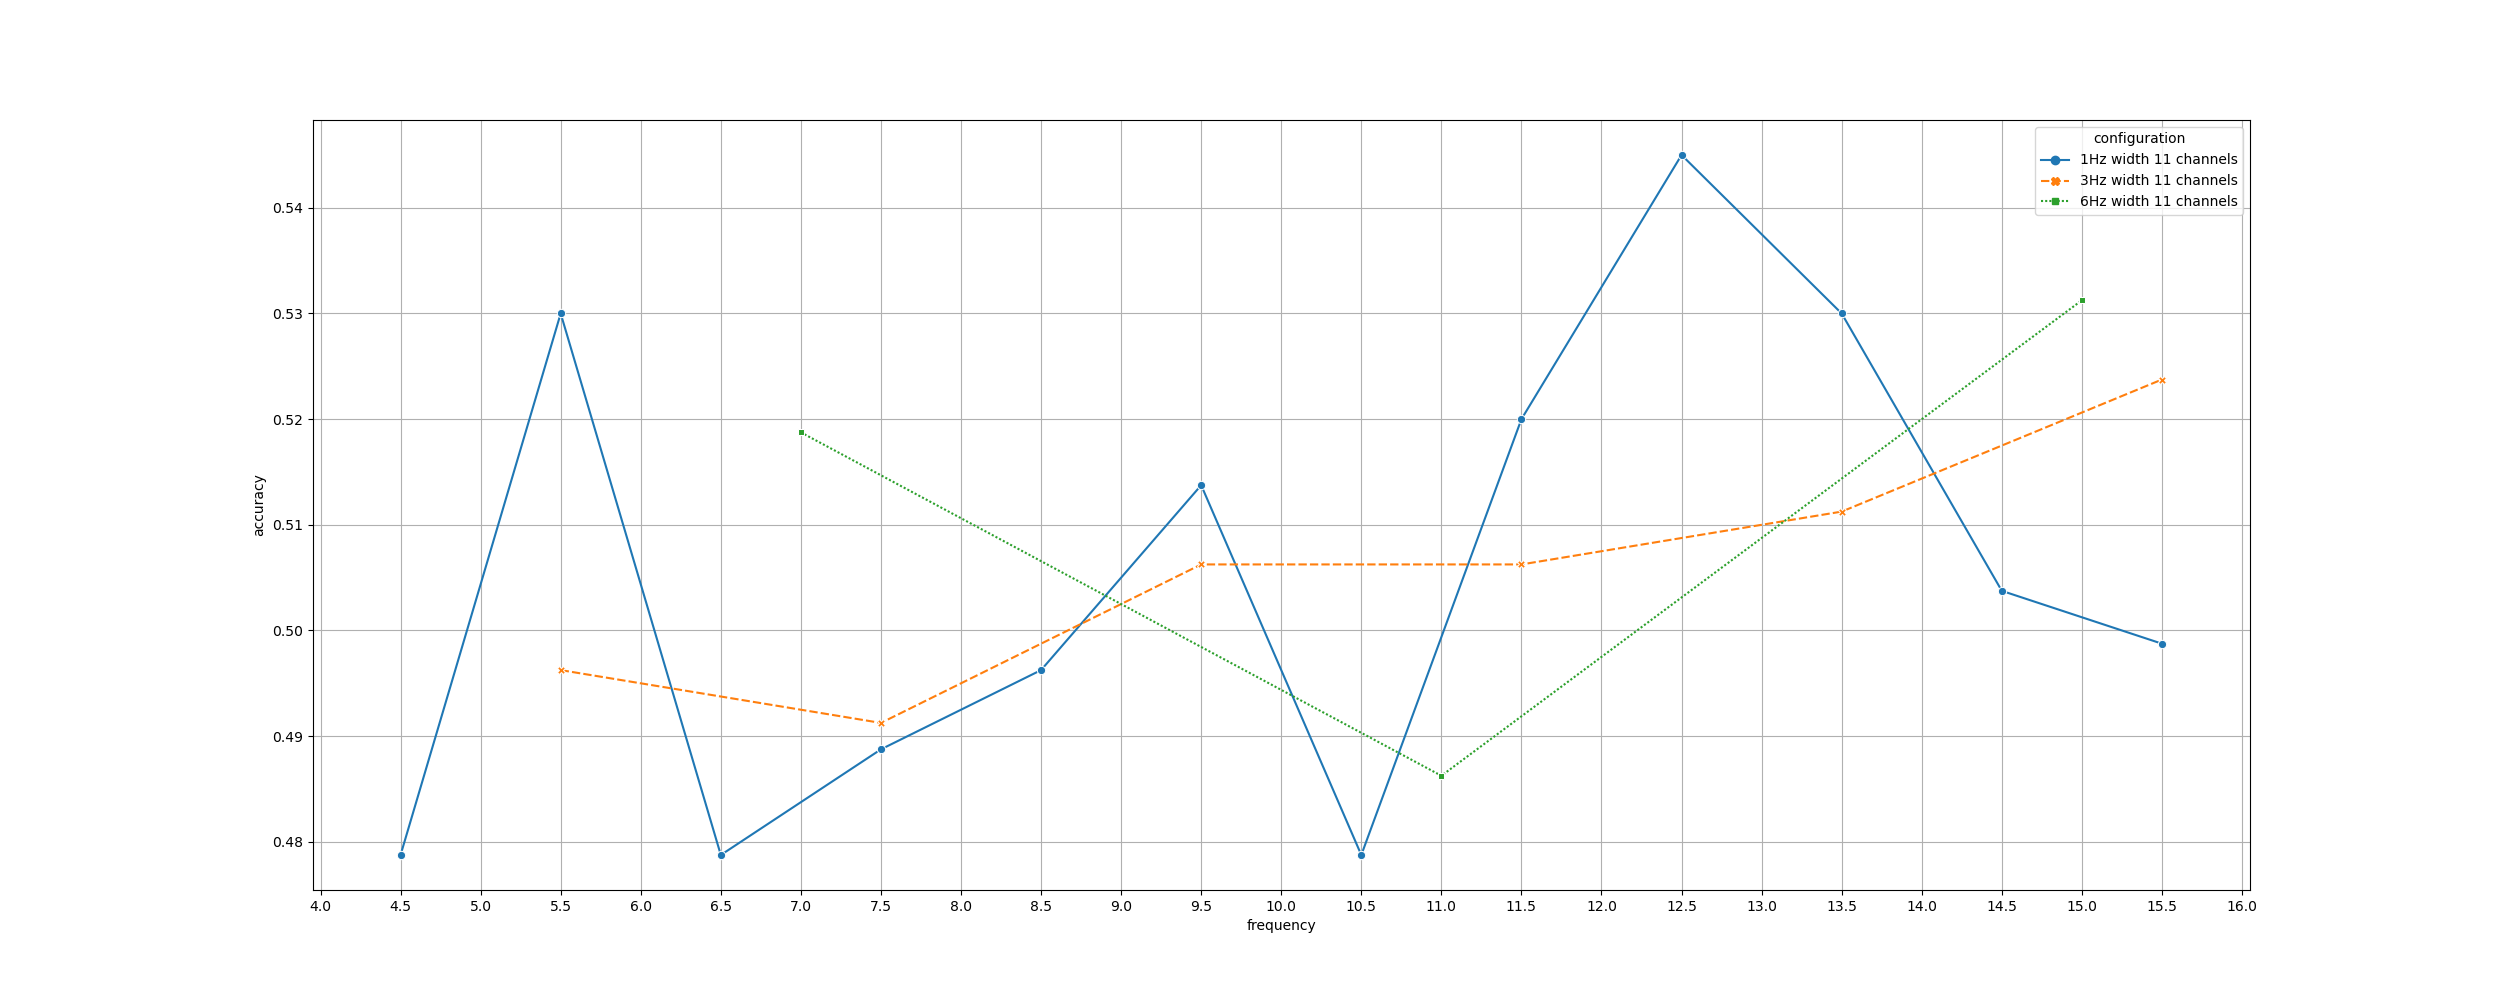 configuration
1Hz width 11 channels
3Hz width 11 channels
6Hz width 11 channels
0.54
0.53
0.52
0.51
0.50
0.49
0.48
accuracy
4.0 4.5 5.0 5.5 6.0 6.5 7.0 7.5 8.0 8.5 9.0 9.5 10.0 10.5 11.0 11.5 12.0 12.5 13.0 13.5 14.0 14.5 15.0 15.5 16.0
frequency